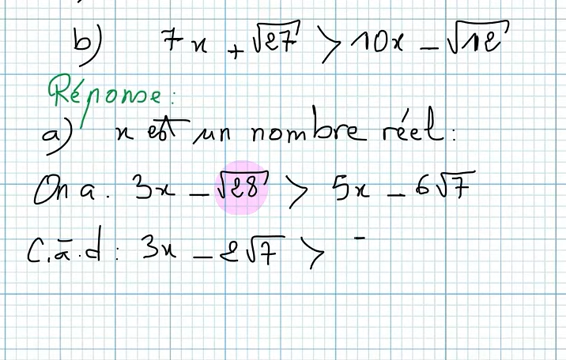 b) 7x + √27 > 10x - √12
Réponse:
a) x est un nombre réel:
On a. 3x - √28 > 5x - 6√7
C.à.d: 3x - 2√7 >